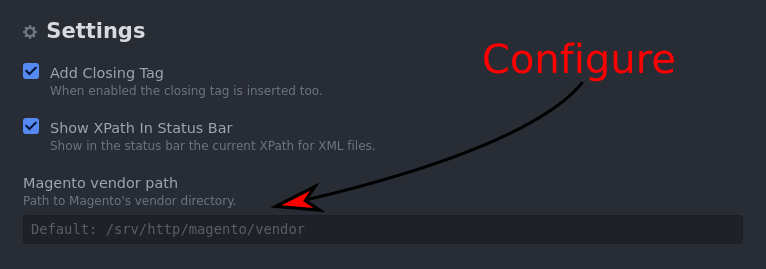 Settings
Configure
Add Closing Tag
When enabled the closing tag is inserted too.
Show XPath In Status Bar
Show in the status bar the current XPath for XML files.
Magento vendor path
Path to Magento's vendor directory.
Default: /srv/http/magento/vendor